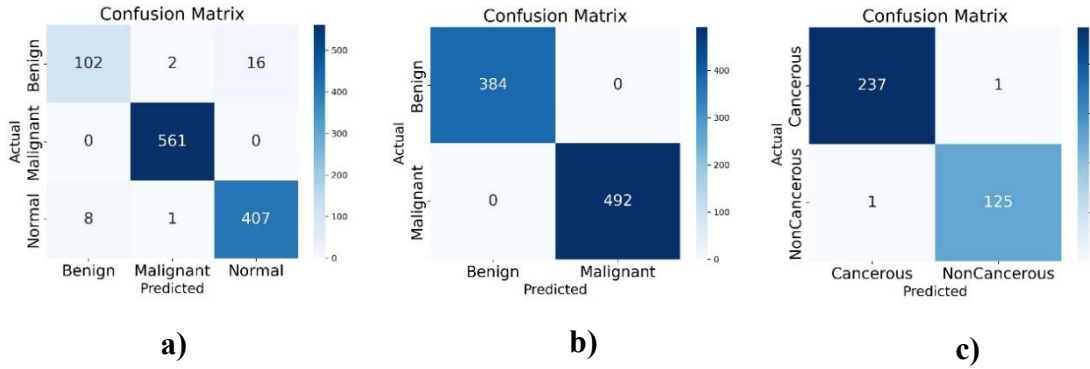 Confusion Matrix
Actual
Benign
Malignant
Normal
102 2 16
0 561 0
8 1 407
Benign Malignant Normal
Predicted
500
400
300
200
100
0
a)
Confusion Matrix
Actual
Benign
Malignant
384 0
0 492
Benign Malignant
Predicted
400
300
200
100
0
b)
Confusion Matrix
Actual
Cancerous
NonCancerous
237 1
1 125
Cancerous NonCancerous
Predicted
c)